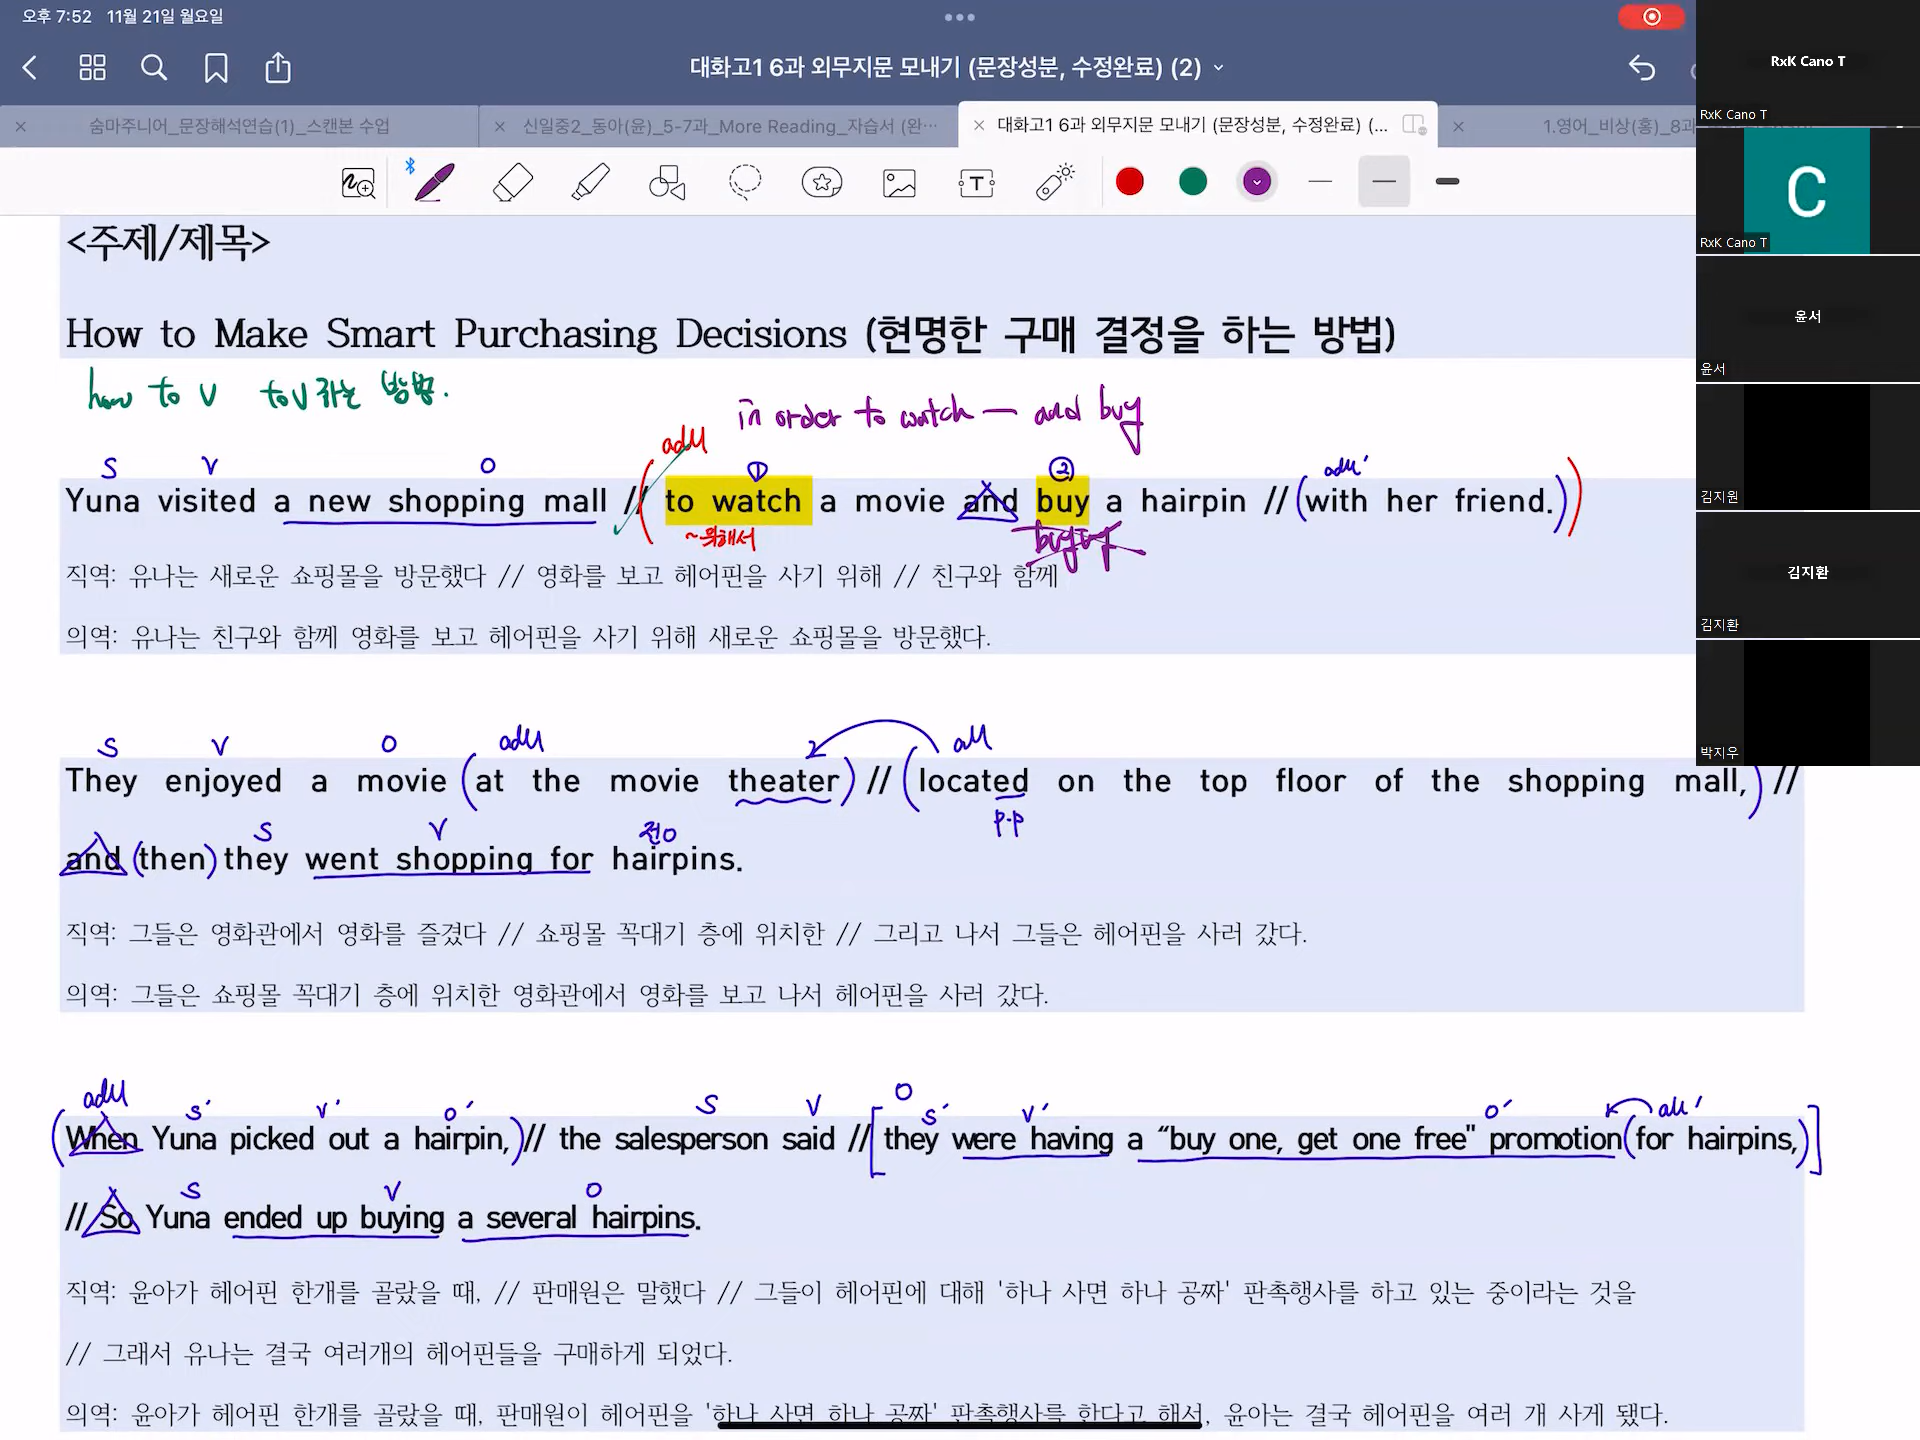 오후 7:52 11월 21일 월요일
대화고1 6과 외무지문 모내기 (문장성분, 수정완료) (2)
숨마주니어_문장해석연습(1)_스캔본 수업
신일중2_동아(윤)_5-7과_More Reading_자습서 (완...
대화고1 6과 외무지문 모내기 (문장성분, 수정완료) (...
1.영어_비상(홍)_8과
RxK Cano T
RxK Cano T
C
RxK Cano T
윤서
윤서
김지원
김지환
김지환
박지우
<주제/제목>
How to Make Smart Purchasing Decisions (현명한 구매 결정을 하는 방법)
how to v to V 하는 방법.
in order to watch — and buy
adv
S V O ① ② adv'
Yuna visited a new shopping mall // ( to watch a movie and buy a hairpin // (with her friend.))
~위해서
직역: 유나는 새로운 쇼핑몰을 방문했다 // 영화를 보고 헤어핀을 사기 위해 // 친구와 함께
의역: 유나는 친구와 함께 영화를 보고 헤어핀을 사기 위해 새로운 쇼핑몰을 방문했다.
S V O adv
They enjoyed a movie (at the movie theater) // (located on the top floor of the shopping mall,) //
p.p
S V 전O
and (then) they went shopping for hairpins.
직역: 그들은 영화관에서 영화를 즐겼다 // 쇼핑몰 꼭대기 층에 위치한 // 그리고 나서 그들은 헤어핀을 사러 갔다.
의역: 그들은 쇼핑몰 꼭대기 층에 위치한 영화관에서 영화를 보고 나서 헤어핀을 사러 갔다.
adv S' V' O' S V O S' V' O'
(When Yuna picked out a hairpin,) // the salesperson said // [they were having a “buy one, get one free" promotion (for hairpins,)]
S V O
// So Yuna ended up buying a several hairpins.
직역: 윤아가 헤어핀 한개를 골랐을 때, // 판매원은 말했다 // 그들이 헤어핀에 대해 '하나 사면 하나 공짜' 판촉행사를 하고 있는 중이라는 것을
// 그래서 유나는 결국 여러개의 헤어핀들을 구매하게 되었다.
의역: 윤아가 헤어핀 한개를 골랐을 때, 판매원이 헤어핀을 '하나 사면 하나 공짜' 판촉행사를 한다고 해서, 윤아는 결국 헤어핀을 여러 개 사게 됐다.